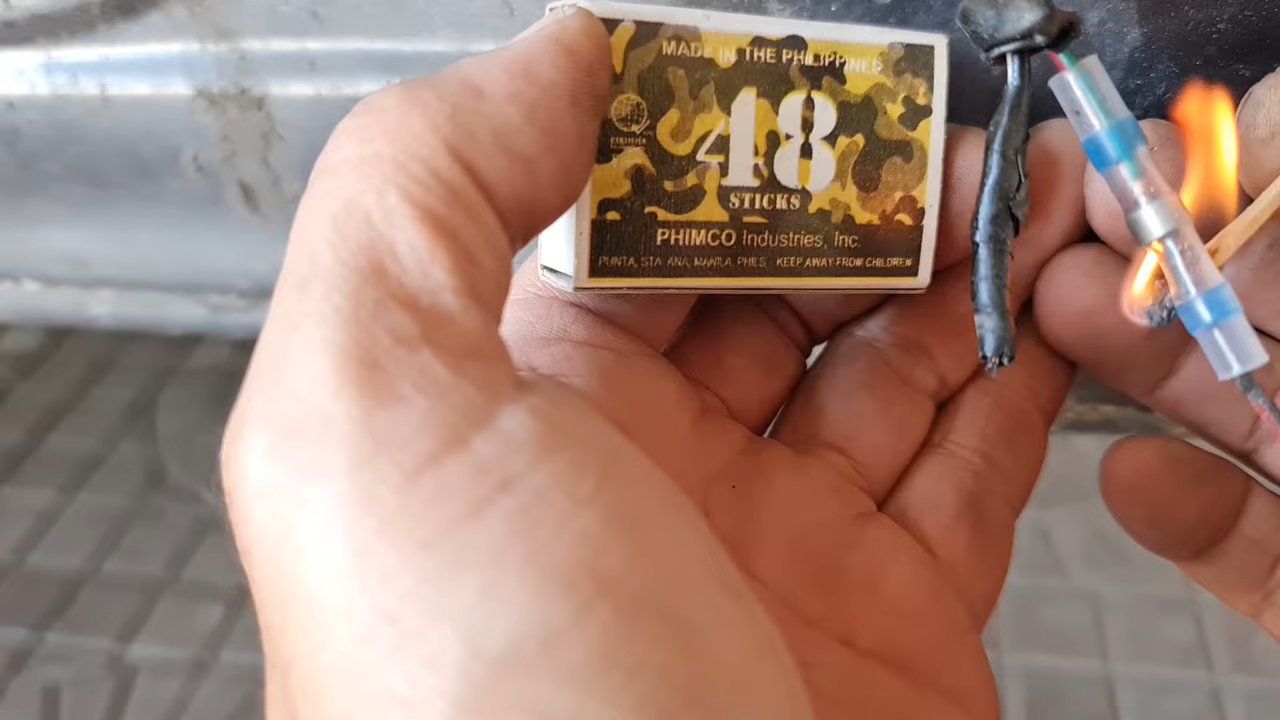 MADE IN THE PHILIPPINES
48
STICKS
PHIMCO Industries, Inc.
PUNTA, STA. ANA, MANILA, PHILS. KEEP AWAY FROM CHILDREN